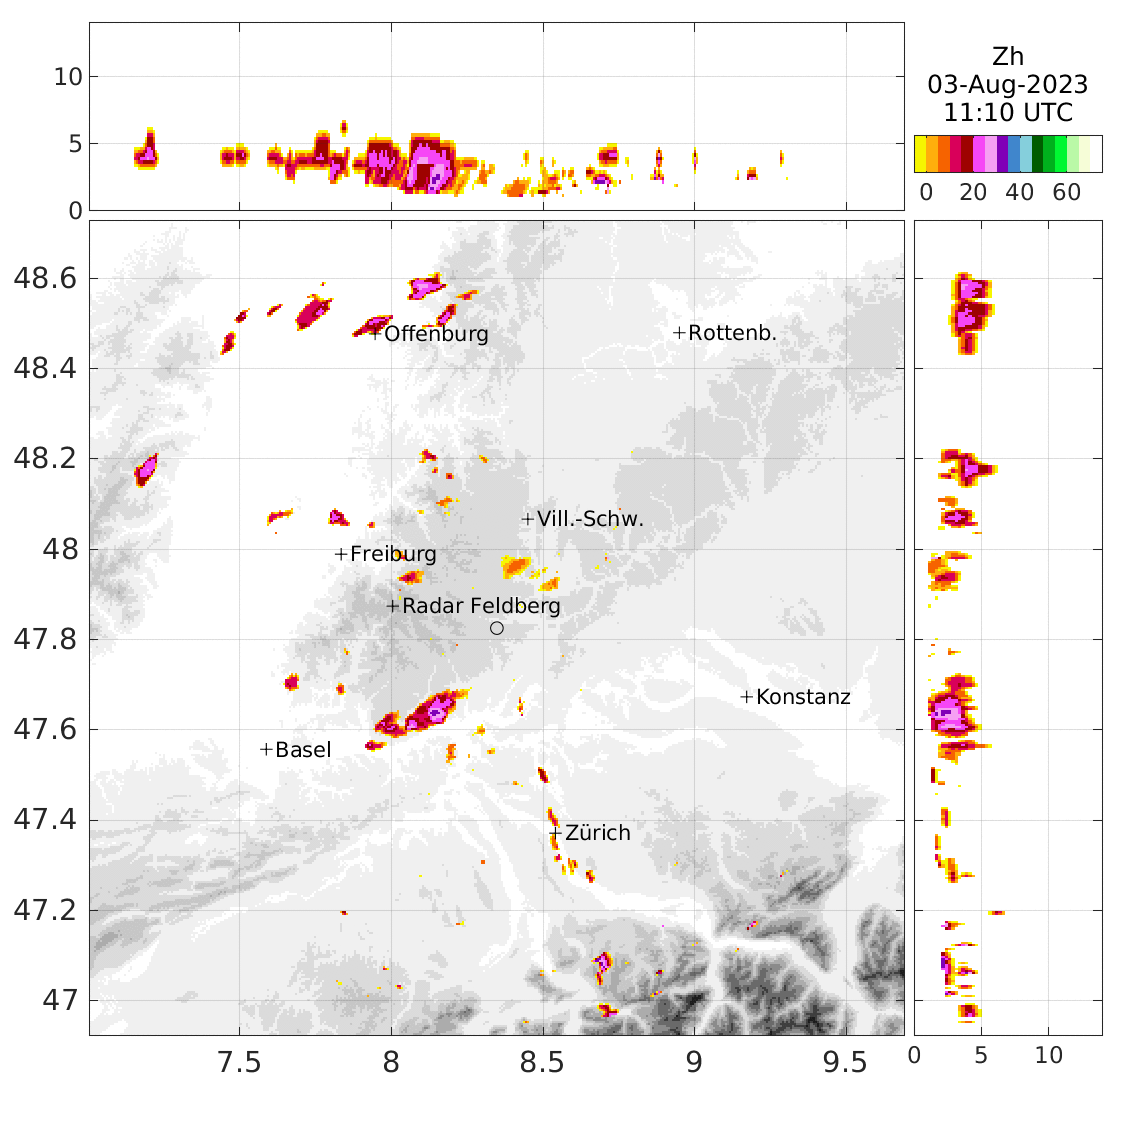 Zh
03-Aug-2023
11:10 UTC
0 20 40 60
10
5
0
48.6
48.4
48.2
48
47.8
47.6
47.4
47.2
47
Offenburg
Rottenb.
Vill.-Schw.
Freiburg
Radar Feldberg
Konstanz
Basel
Zürich
7.5 8 8.5 9 9.5
0 5 10